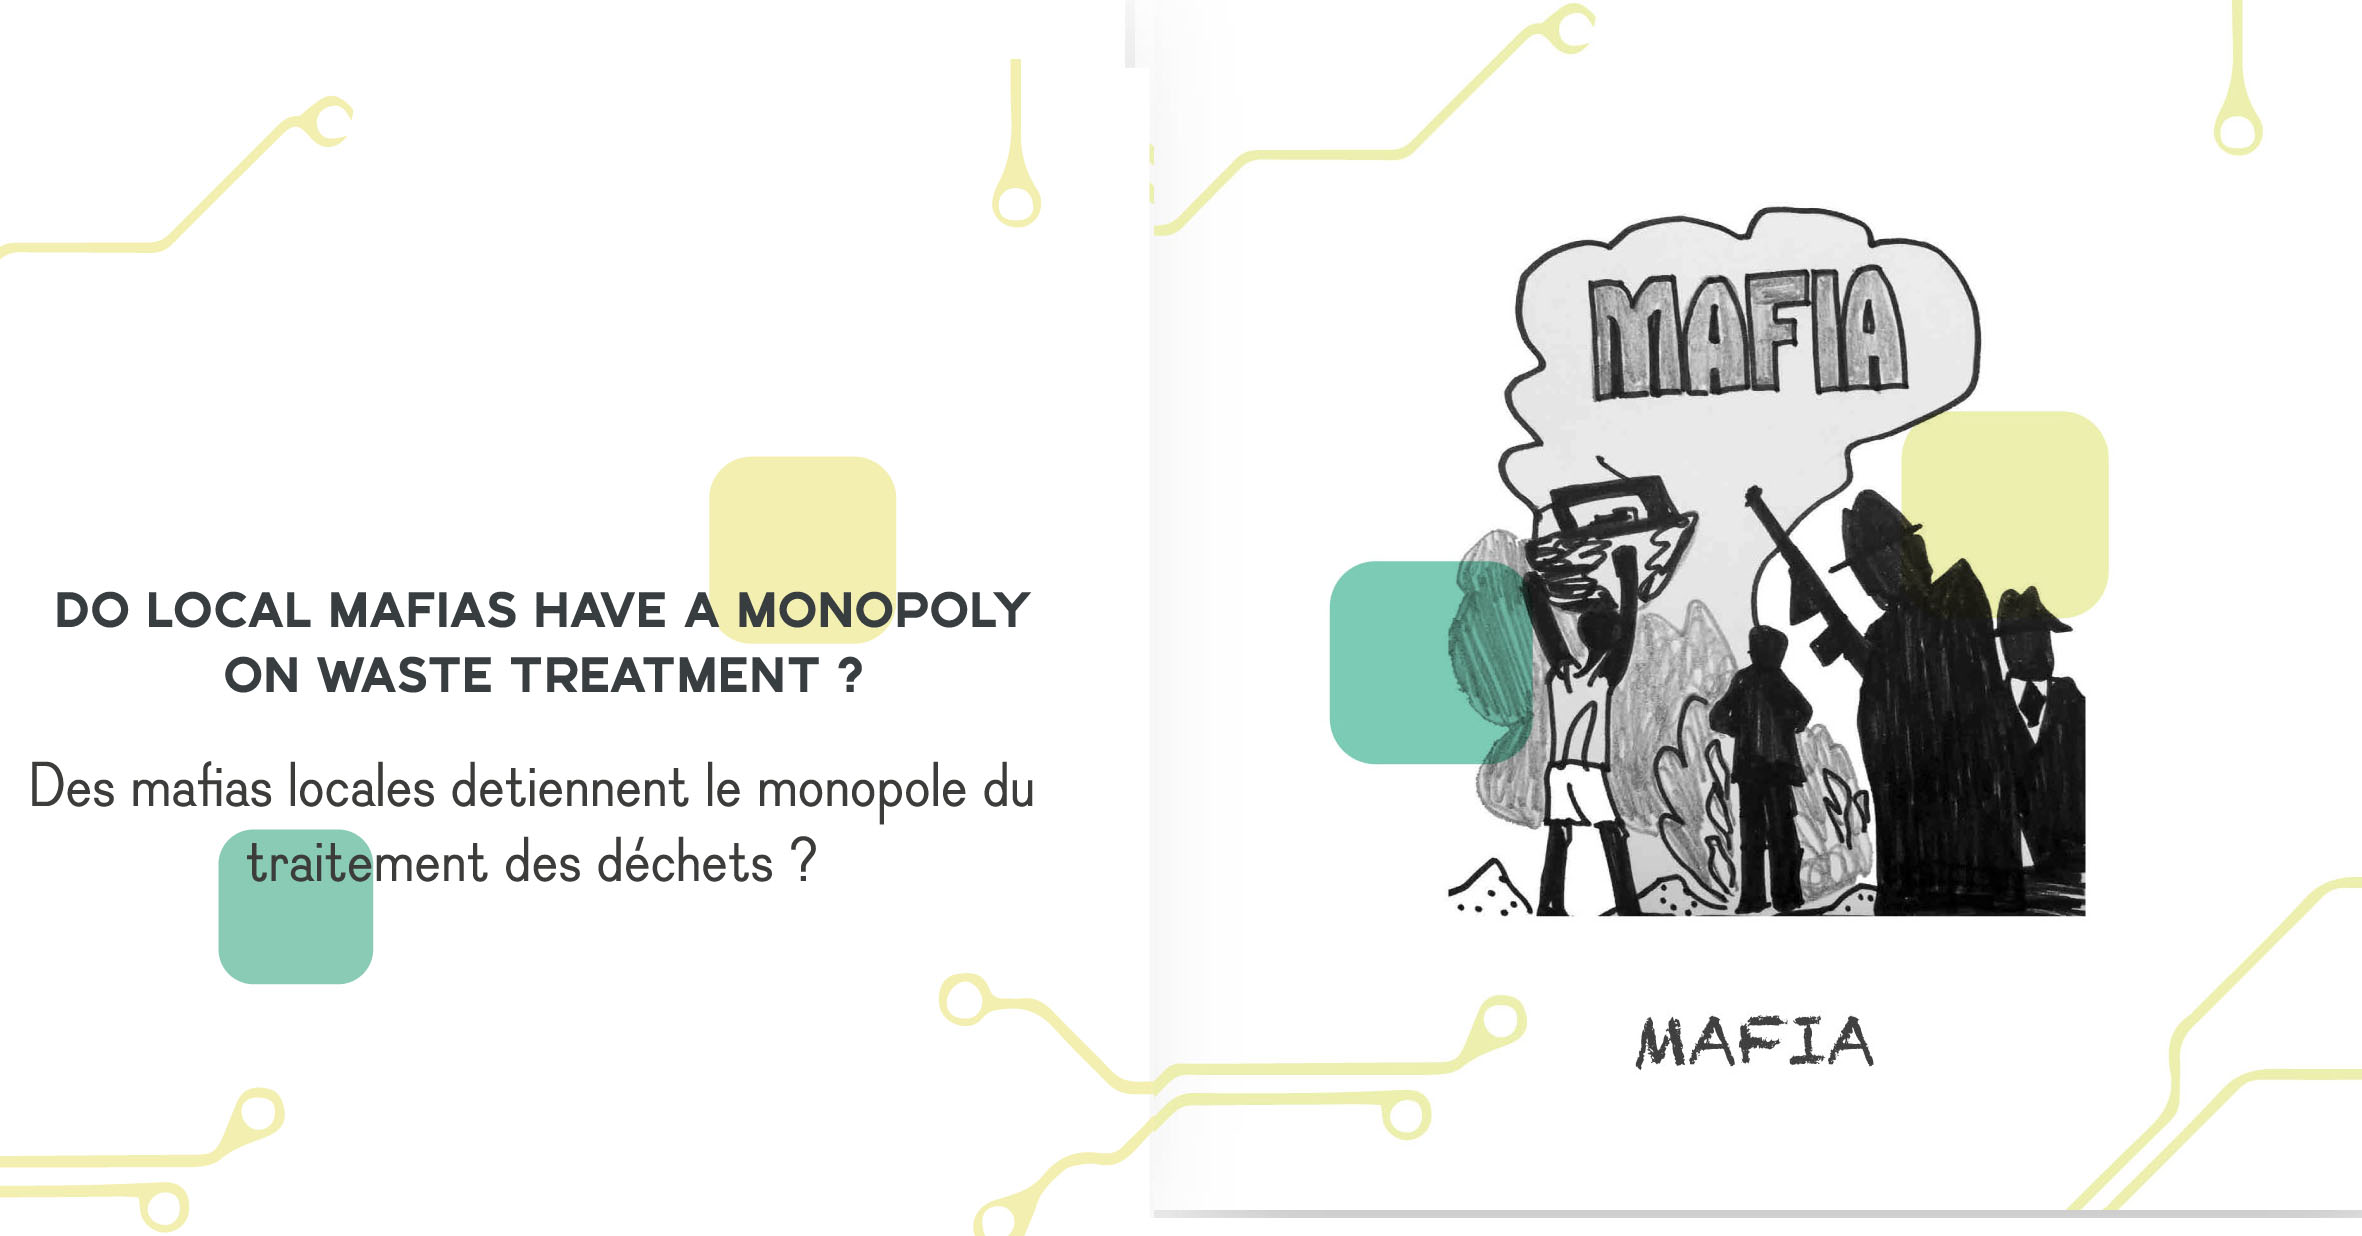 DO LOCAL MAFIAS HAVE A MONOPOLY
ON WASTE TREATMENT ?
Des mafias locales detiennent le monopole du
traitement des déchets ?
MAFIA
MAFIA